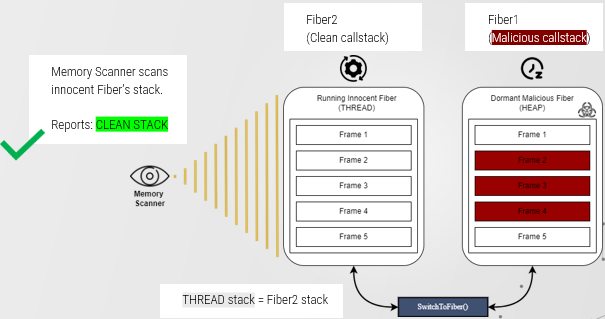 Fiber2
(Clean callstack)
Fiber1
(Malicious callstack)
Memory Scanner scans
innocent Fiber's stack.
Reports: CLEAN STACK
Memory
Scanner
Running Innocent Fiber
(THREAD)
Frame 1
Frame 2
Frame 3
Frame 4
Frame 5
Dormant Malicious Fiber
(HEAP)
Frame 1
Frame 2
Frame 3
Frame 4
Frame 5
THREAD stack = Fiber2 stack
SwitchToFiber()
z